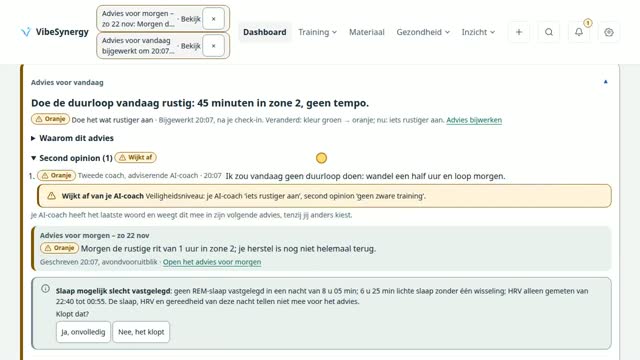 VibeSynergy
Advies voor morgen –
zo 22 nov: Morgen d... · Bekijk ×
Advies voor vandaag
bijgewerkt om 20:07... · Bekijk ×
Dashboard Training Materiaal Gezondheid Inzicht + 1
Advies voor vandaag
Doe de duurloop vandaag rustig: 45 minuten in zone 2, geen tempo.
Oranje Doe het wat rustiger aan · Bijgewerkt 20:07, na je check-in. Veranderd: kleur groen → oranje; nu: iets rustiger aan. Advies bijwerken
Waarom dit advies
Second opinion (1) Wijkt af
1. Oranje Tweede coach, adviserende AI-coach · 20:07 Ik zou vandaag geen duurloop doen: wandel een half uur en loop morgen.
Wijkt af van je AI-coach Veiligheidsniveau: je AI-coach ‘iets rustiger aan’, second opinion ‘geen zware training’.
Je AI-coach heeft het laatste woord en weegt dit mee in zijn volgende advies, tenzij jij anders kiest.
Advies voor morgen – zo 22 nov
Oranje Morgen de rustige rit van 1 uur in zone 2; je herstel is nog niet helemaal terug.
Geschreven 20:07, avondvooruitblik · Open het advies voor morgen
Slaap mogelijk slecht vastgelegd: geen REM-slaap vastgelegd in een nacht van 8 u 05 min; 6 u 25 min lichte slaap zonder één wisseling; HRV alleen gemeten van
22:40 tot 00:55. De slaap, HRV en gereedheid van deze nacht tellen niet mee voor het advies.
Klopt dat?
Ja, onvolledig Nee, het klopt